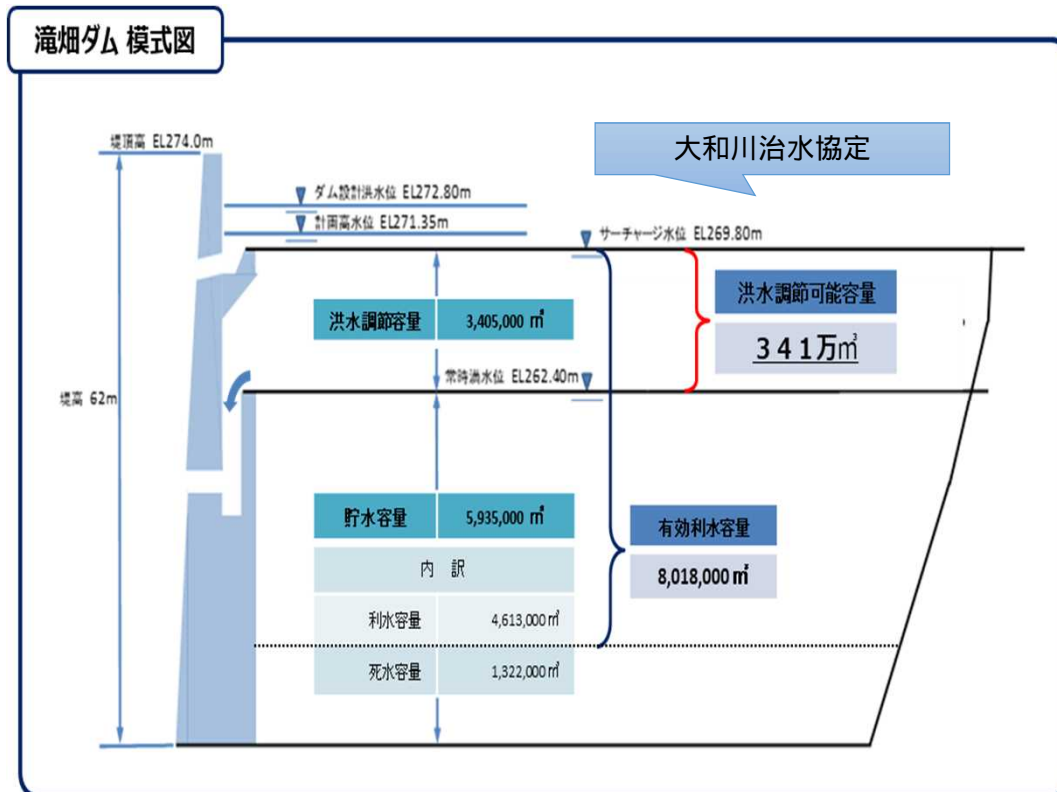 滝畑ダム 模式図
堤頂高 EL274.0m
大和川治水協定
ダム設計洪水位 EL272.80m
計画高水位 EL271.35m
サーチャージ水位 EL269.80m
洪水調節容量 3,405,000 ㎥
洪水調節可能容量
341万㎥
常時満水位 EL262.40m
堤高 62m
貯水容量 5,935,000 ㎥
内 訳
利水容量 4,613,000㎥
死水容量 1,322,000㎥
有効利水容量
8,018,000㎥